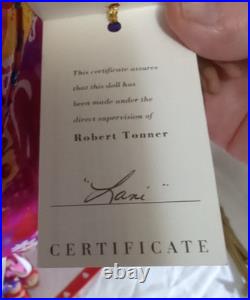 This certificate assures
that this doll has
been made under the
direct supervision of
Robert Tonner
"Lani"
CERTIFICATE